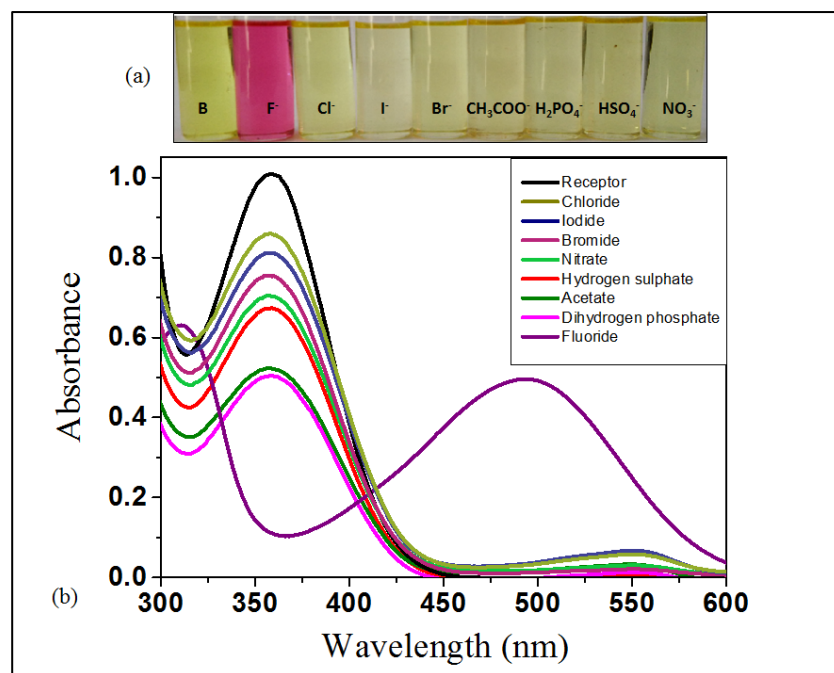 (a)
B F⁻ Cl⁻ I⁻ Br⁻ CH₃COO⁻ H₂PO₄⁻ HSO₄⁻ NO₃⁻
Receptor
Chloride
Iodide
Bromide
Nitrate
Hydrogen sulphate
Acetate
Dihydrogen phosphate
Fluoride
Absorbance
1.0
0.8
0.6
0.4
0.2
0.0
300 350 400 450 500 550 600
(b)
Wavelength (nm)